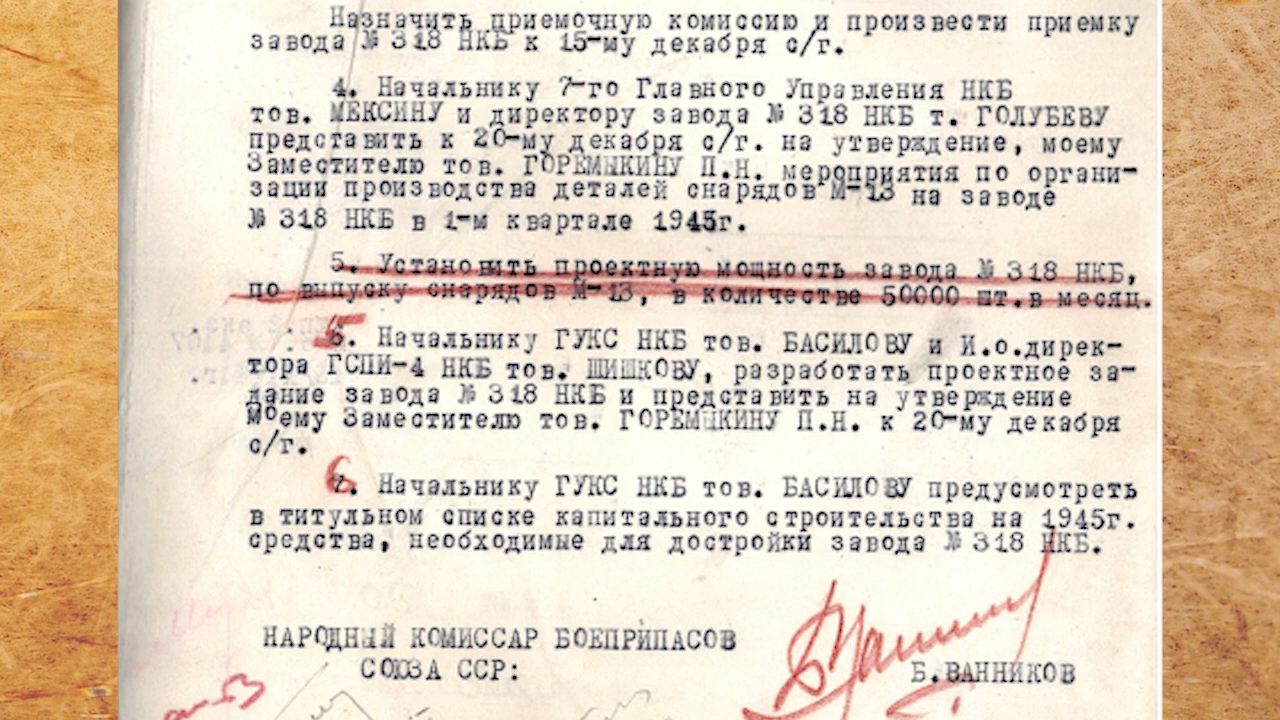 Назначить приемочную комиссию и произвести приемку
завода № 318 НКБ к 15-му декабря с/г.
4. Начальнику 7-го Главного Управления НКБ
тов. МЕКСИНУ и директору завода № 318 НКБ т. ГОЛУБЕВУ
представить к 20-му декабря с/г. на утверждение, моему
Заместителю тов. ГОРЕМЫКИНУ П.Н. мероприятия по органи-
зации производства деталей снарядов М-13 на заводе
№ 318 НКБ в 1-м квартале 1945г.
5. Установить проектную мощность завода № 318 НКБ,
по выпуску снарядов М-13, в количестве 50000 шт.в месяц.
5. Начальнику ГУКС НКБ тов. БАСИЛОВУ и И.о.дирек-
тора ГСПИ-4 НКБ тов. ШИШКОВУ, разработать проектное за-
дание завода № 318 НКБ и представить на утверждение
моему Заместителю тов. ГОРЕМЫКИНУ П.Н. к 20-му декабря
с/г.
6. Начальнику ГУКС НКБ тов. БАСИЛОВУ предусмотреть
в титульном списке капитального строительства на 1945г.
средства, необходимые для достройки завода № 318 НКБ.
НАРОДНЫЙ КОМИССАР БОЕПРИПАСОВ
СОЮЗА ССР:
Б.ВАННИКОВ